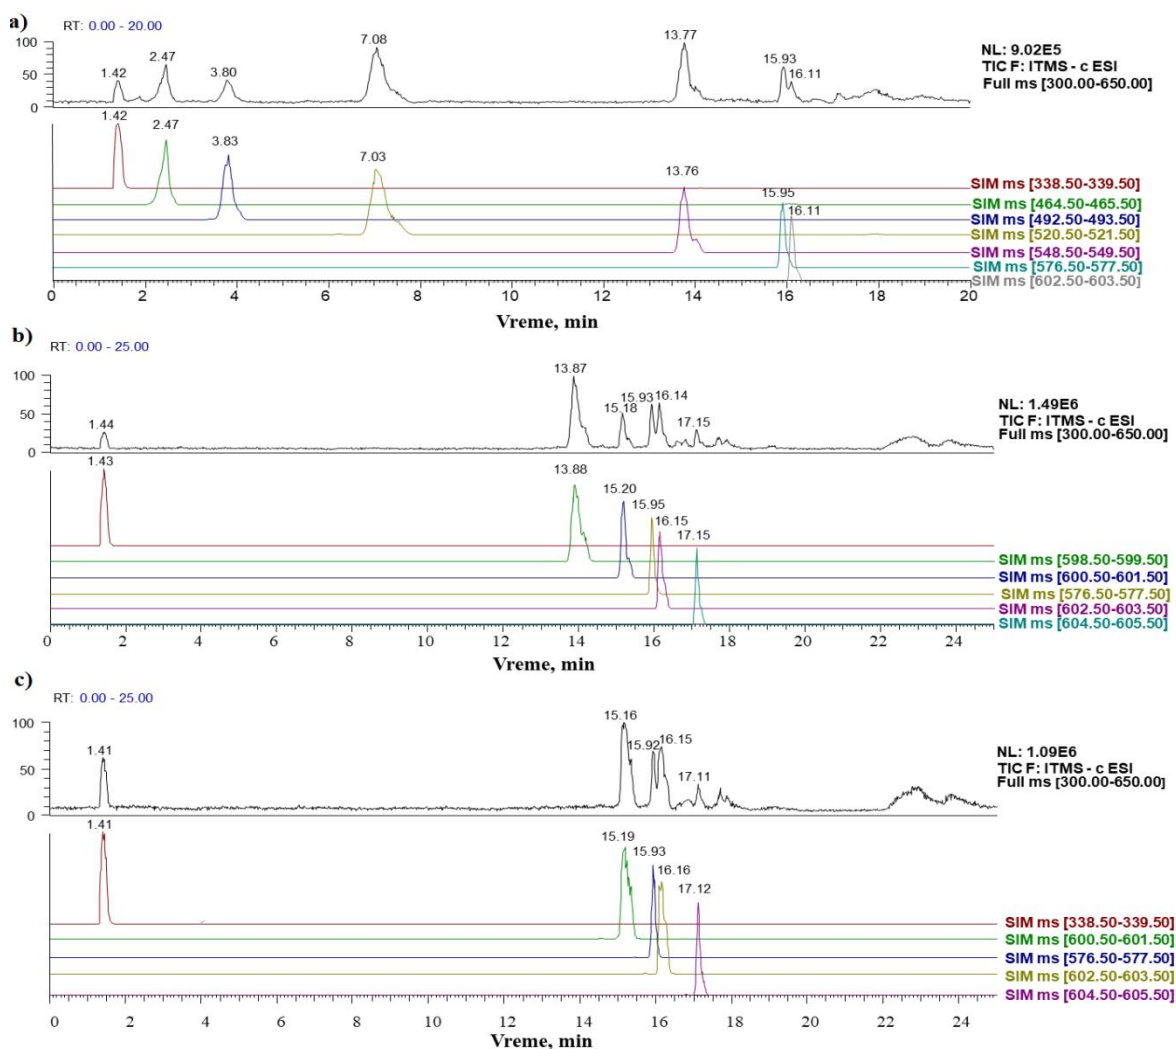 a)
RT: 0.00 - 20.00
100
50
0
1.42
2.47
3.80
7.08
13.77
15.93
16.11
NL: 9.02E5
TIC F: ITMS - c ESI
Full ms [300.00-650.00]
1.42
2.47
3.83
7.03
13.76
15.95
16.11
SIM ms [338.50-339.50]
SIM ms [464.50-465.50]
SIM ms [492.50-493.50]
SIM ms [520.50-521.50]
SIM ms [548.50-549.50]
SIM ms [576.50-577.50]
SIM ms [602.50-603.50]
0 2 4 6 8 10 12 14 16 18 20
Vreme, min
b)
RT: 0.00 - 25.00
100
50
0
1.44
13.87
15.18
15.93
16.14
17.15
NL: 1.49E6
TIC F: ITMS - c ESI
Full ms [300.00-650.00]
1.43
13.88
15.20
15.95
16.15
17.15
SIM ms [598.50-599.50]
SIM ms [600.50-601.50]
SIM ms [576.50-577.50]
SIM ms [602.50-603.50]
SIM ms [604.50-605.50]
0 2 4 6 8 10 12 14 16 18 20 22 24
Vreme, min
c)
RT: 0.00 - 25.00
100
50
0
1.41
15.16
15.92
16.15
17.11
NL: 1.09E6
TIC F: ITMS - c ESI
Full ms [300.00-650.00]
1.41
15.19
15.93
16.16
17.12
SIM ms [338.50-339.50]
SIM ms [600.50-601.50]
SIM ms [576.50-577.50]
SIM ms [602.50-603.50]
SIM ms [604.50-605.50]
0 2 4 6 8 10 12 14 16 18 20 22 24
Vreme, min